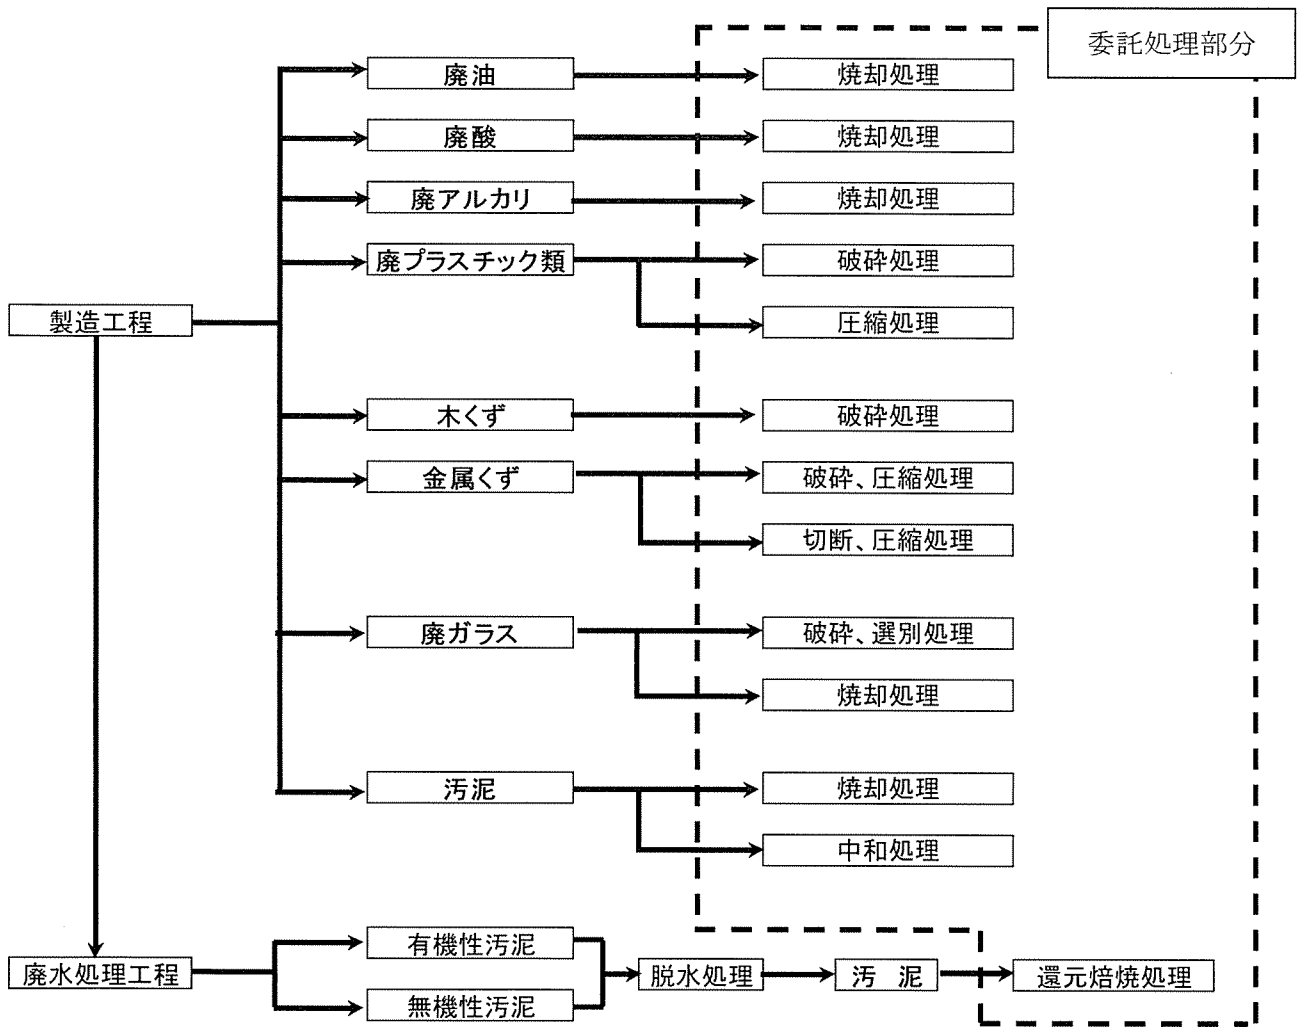 委託処理部分
廃油
焼却処理
廃酸
焼却処理
廃アルカリ
焼却処理
廃プラスチック類
破砕処理
製造工程
圧縮処理
木くず
破砕処理
金属くず
破砕、圧縮処理
切断、圧縮処理
廃ガラス
破砕、選別処理
焼却処理
汚泥
焼却処理
中和処理
有機性汚泥
廃水処理工程
脱水処理
汚　泥
還元焙焼処理
無機性汚泥